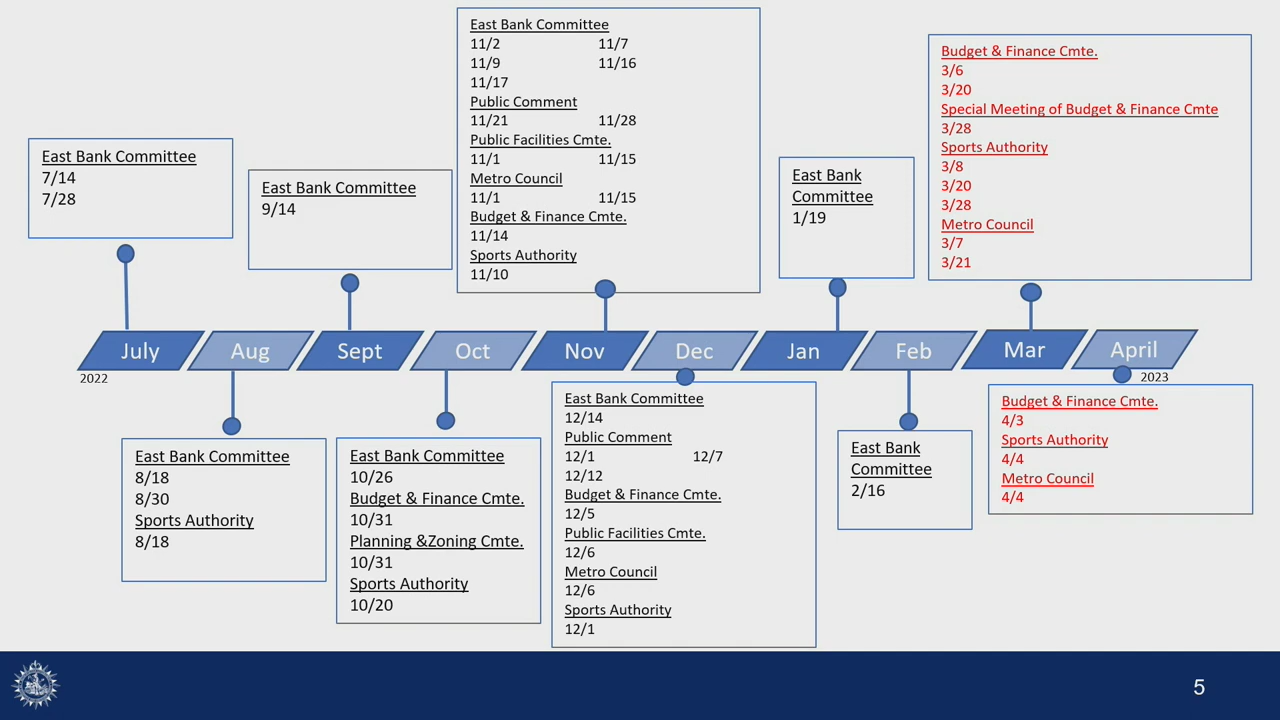 East Bank Committee
7/14
7/28
East Bank Committee
9/14
East Bank Committee
11/2 11/7
11/9 11/16
11/17
Public Comment
11/21 11/28
Public Facilities Cmte.
11/1 11/15
Metro Council
11/1 11/15
Budget & Finance Cmte.
11/14
Sports Authority
11/10
East Bank
Committee
1/19
Budget & Finance Cmte.
3/6
3/20
Special Meeting of Budget & Finance Cmte
3/28
Sports Authority
3/8
3/20
3/28
Metro Council
3/7
3/21
July Aug Sept Oct Nov Dec Jan Feb Mar April
2022 2023
East Bank Committee
8/18
8/30
Sports Authority
8/18
East Bank Committee
10/26
Budget & Finance Cmte.
10/31
Planning &Zoning Cmte.
10/31
Sports Authority
10/20
East Bank Committee
12/14
Public Comment
12/1 12/7
12/12
Budget & Finance Cmte.
12/5
Public Facilities Cmte.
12/6
Metro Council
12/6
Sports Authority
12/1
East Bank
Committee
2/16
Budget & Finance Cmte.
4/3
Sports Authority
4/4
Metro Council
4/4
5